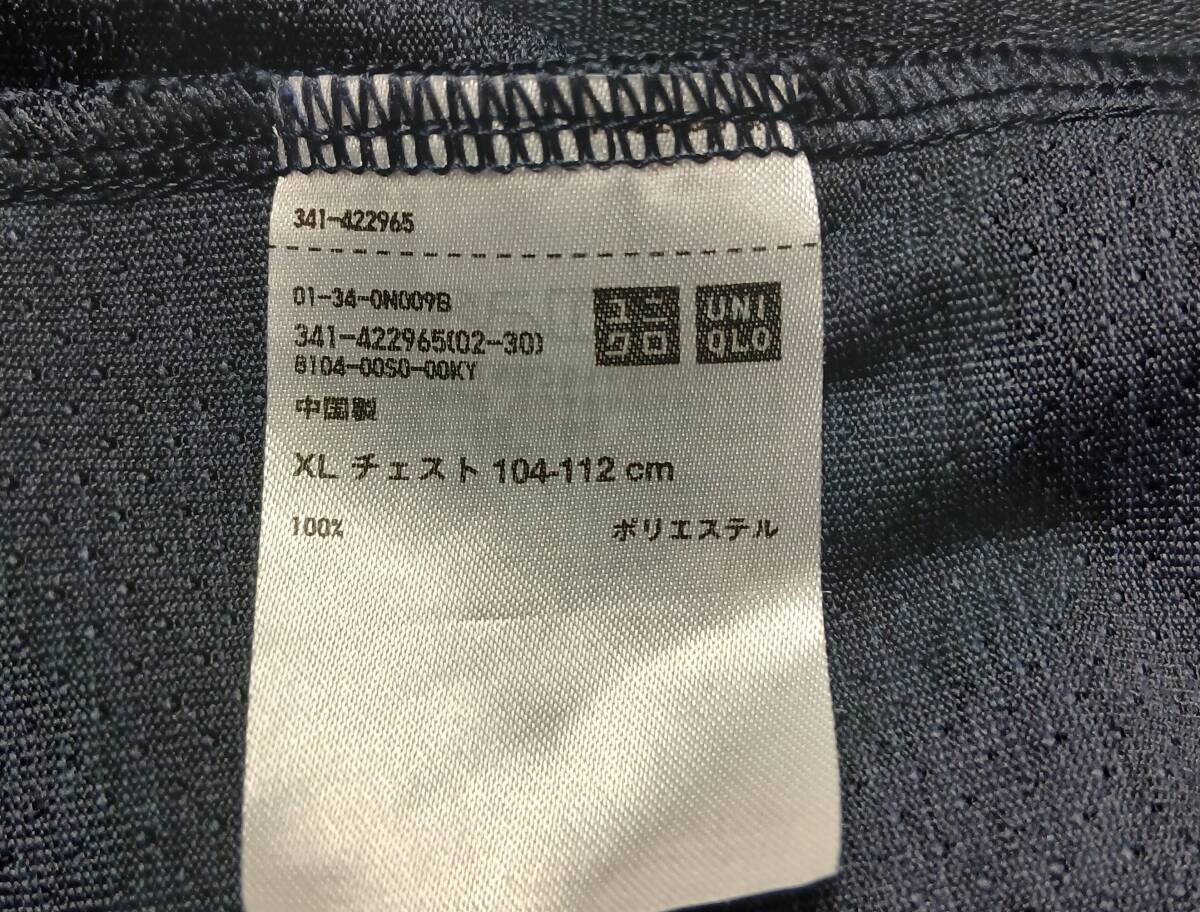 341-422965
01-34-0N009B
341-422965(02-30)
8104-00S0-00KY
ユニ
クロ
UNI
QLO
中国製
XL チェスト 104-112 cm
100% ポリエステル